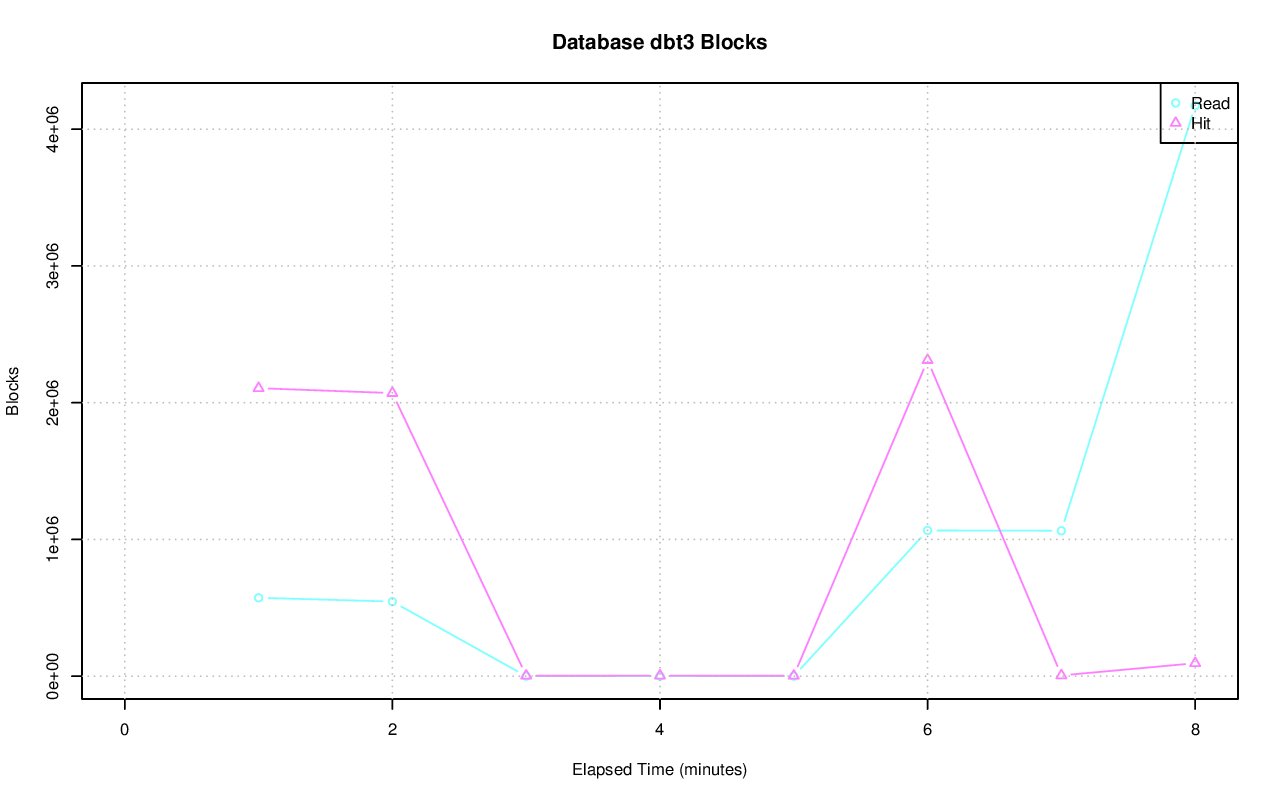 Database dbt3 Blocks
Read
Hit
4e+06
3e+06
2e+06
1e+06
0e+00
Blocks
0 2 4 6 8
Elapsed Time (minutes)